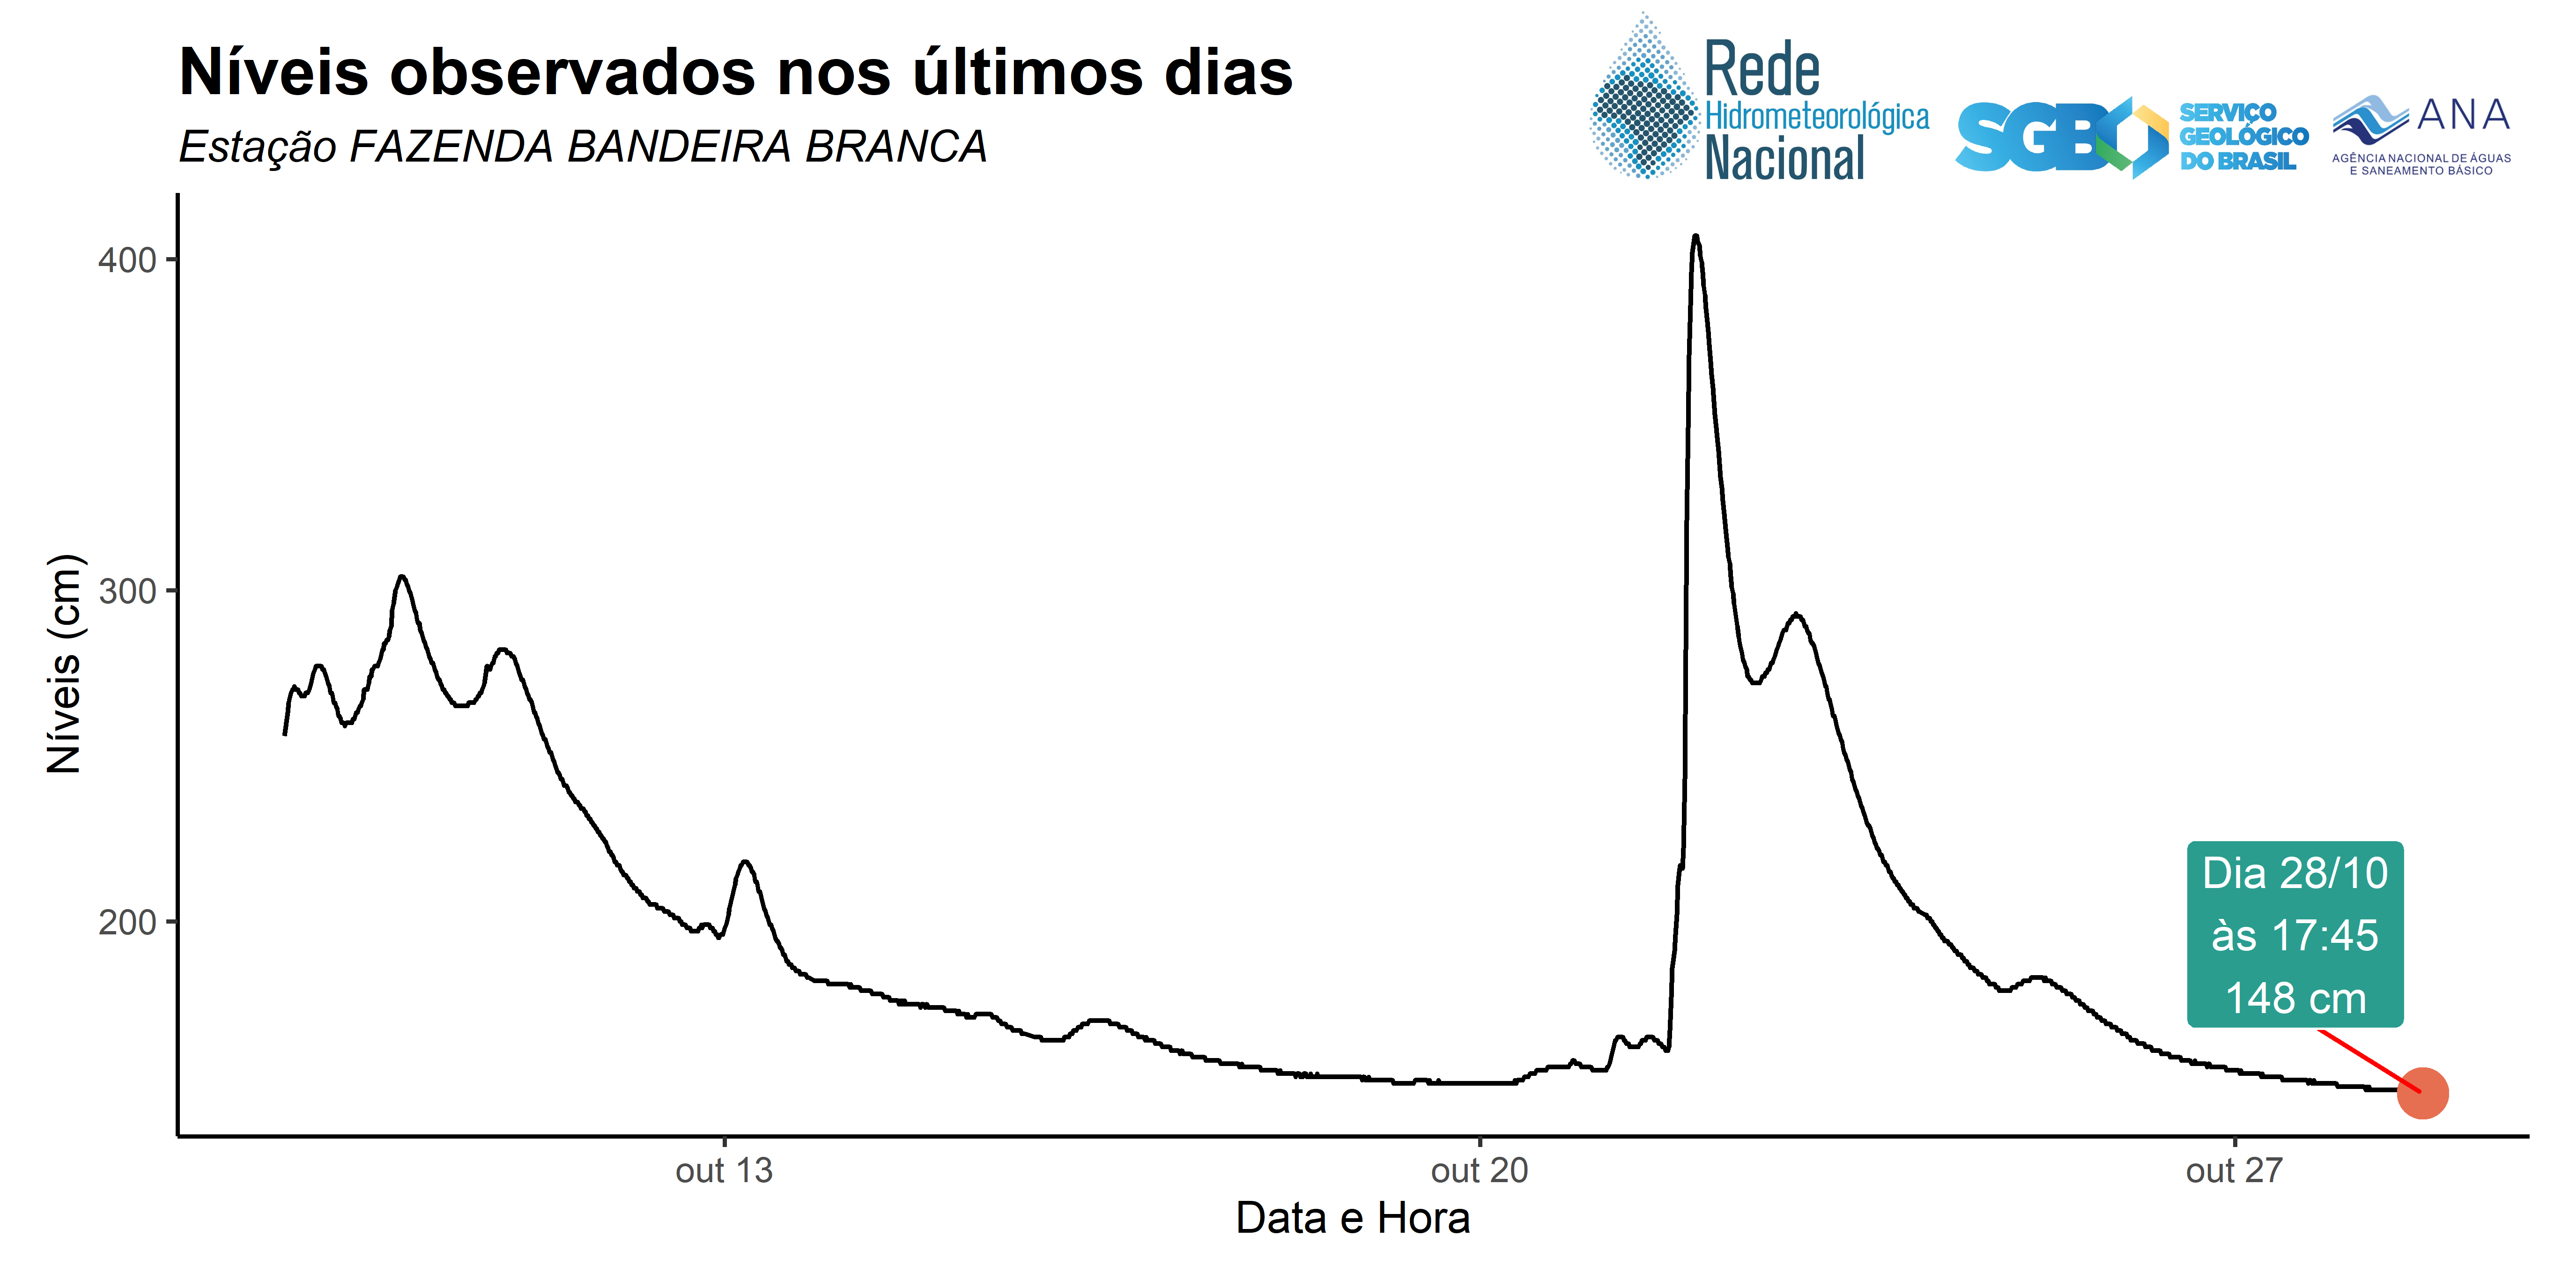 Níveis observados nos últimos dias
Estação FAZENDA BANDEIRA BRANCA
Rede
Hidrometeorológica
Nacional
SGB
SERVIÇO
GEOLÓGICO
DO BRASIL
ANA
AGÊNCIA NACIONAL DE ÁGUAS
E SANEAMENTO BÁSICO
Níveis (cm)
400
300
200
Dia 28/10
às 17:45
148 cm
out 13
out 20
out 27
Data e Hora